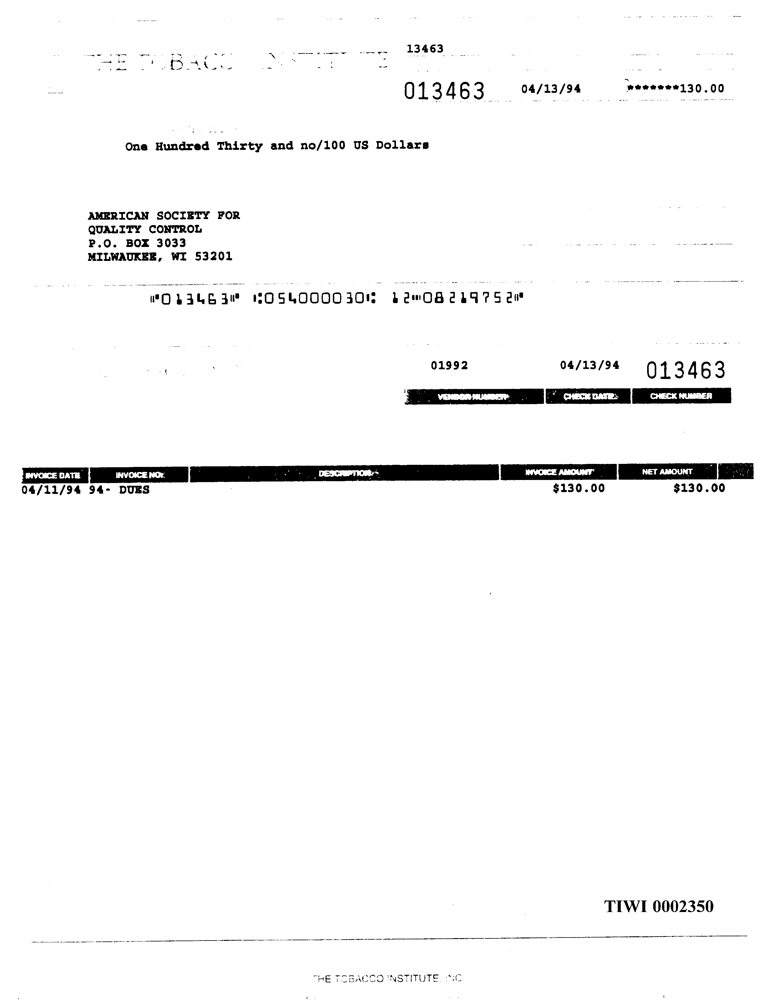 THE TOBACCO INSTITUTE
13463
013463 04/13/94 *******130.00
One Hundred Thirty and no/100 US Dollars
AMERICAN SOCIETY FOR
QUALITY CONTROL
P.O. BOX 3033
MILWAUKEE, WI 53201
⑈013463⑈ ⑆054000030⑆ 12⑉08219752⑈
01992 04/13/94 013463
VENDOR NUMBER CHECK DATE CHECK NUMBER
INVOICE DATE INVOICE NO. DESCRIPTION INVOICE AMOUNT NET AMOUNT
04/11/94 94- DUES $130.00 $130.00
TIWI 0002350
THE TOBACCO INSTITUTE, INC.